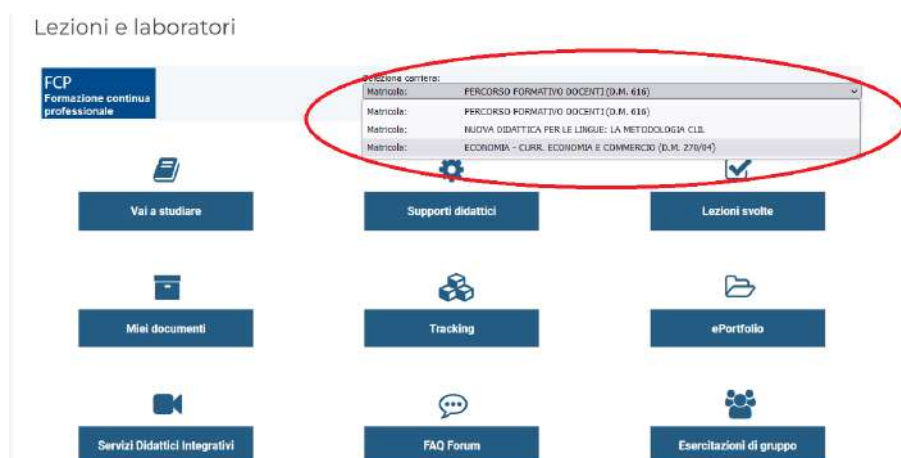 Lezioni e laboratori
FCP
Formazione continua
professionale
Seleziona carriera:
Matricola: PERCORSO FORMATIVO DOCENTI(D.M. 616)
Matricola: PERCORSO FORMATIVO DOCENTI(D.M. 616)
Matricola: NUOVA DIDATTICA PER LE LINGUE: LA METODOLOGIA CLIL
Matricola: ECONOMIA - CURR. ECONOMIA E COMMERCIO (D.M. 270/04)
Vai a studiare
Supporti didattici
Lezioni svolte
Miei documenti
Tracking
ePortfolio
Servizi Didattici Integrativi
FAQ Forum
Esercitazioni di gruppo